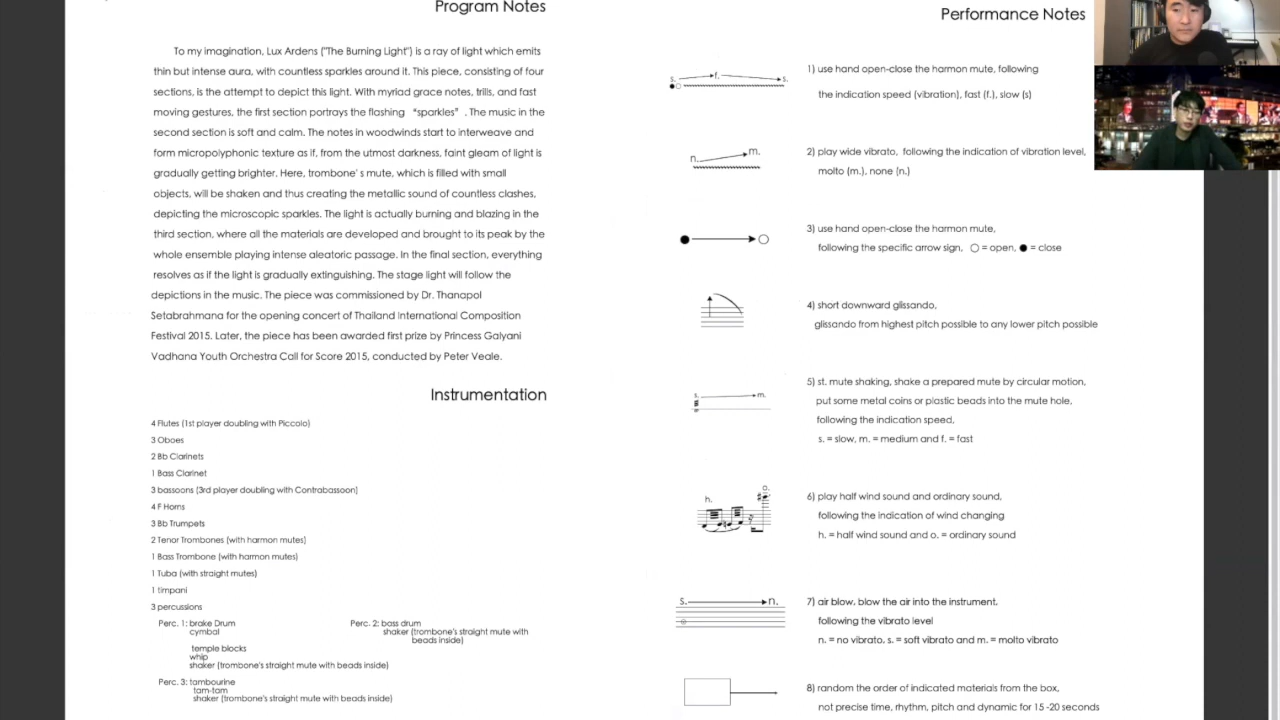 Program Notes
To my imagination, Lux Ardens ("The Burning Light") is a ray of light which emits
thin but intense aura, with countless sparkles around it. This piece, consisting of four
sections, is the attempt to depict this light. With myriad grace notes, trills, and fast
moving gestures, the first section portrays the flashing “sparkles” . The music in the
second section is soft and calm. The notes in woodwinds start to interweave and
form micropolyphonic texture as if, from the utmost darkness, faint gleam of light is
gradually getting brighter. Here, trombone' s mute, which is filled with small
objects, will be shaken and thus creating the metallic sound of countless clashes,
depicting the microscopic sparkles. The light is actually burning and blazing in the
third section, where all the materials are developed and brought to its peak by the
whole ensemble playing intense aleatoric passage. In the final section, everything
resolves as if the light is gradually extinguishing. The stage light will follow the
depictions in the music. The piece was commissioned by Dr. Thanapol
Setabrahmana for the opening concert of Thailand International Composition
Festival 2015. Later, the piece has been awarded first prize by Princess Galyani
Vadhana Youth Orchestra Call for Score 2015, conducted by Peter Veale.
Instrumentation
4 Flutes (1st player doubling with Piccolo)
3 Oboes
2 Bb Clarinets
1 Bass Clarinet
3 bassoons (3rd player doubling with Contrabassoon)
4 F Horns
3 Bb Trumpets
2 Tenor Trombones (with harmon mutes)
1 Bass Trombone (with harmon mutes)
1 Tuba (with straight mutes)
1 timpani
3 percussions
Perc. 1: brake Drum
cymbal
temple blocks
whip
shaker (trombone's straight mute with beads inside)
Perc. 2: bass drum
shaker (trombone's straight mute with
beads inside)
Perc. 3: tambourine
tam-tam
shaker (trombone's straight mute with beads inside)
Performance Notes
s. f. s.
1) use hand open-close the harmon mute, following
the indication speed (vibration), fast (f.), slow (s)
n. m.
2) play wide vibrato, following the indication of vibration level,
molto (m.), none (n.)
3) use hand open-close the harmon mute,
following the specific arrow sign, ○ = open, ● = close
4) short downward glissando,
glissando from highest pitch possible to any lower pitch possible
s. m.
5) st. mute shaking, shake a prepared mute by circular motion,
put some metal coins or plastic beads into the mute hole,
following the indication speed,
s. = slow, m. = medium and f. = fast
h. o.
6) play half wind sound and ordinary sound,
following the indication of wind changing
h. = half wind sound and o. = ordinary sound
s. n.
7) air blow, blow the air into the instrument,
following the vibrato level
n. = no vibrato, s. = soft vibrato and m. = molto vibrato
8) random the order of indicated materials from the box,
not precise time, rhythm, pitch and dynamic for 15 -20 seconds